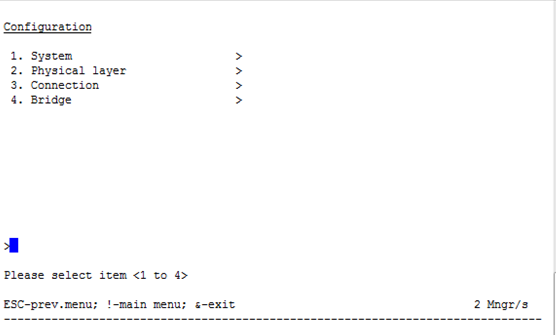 Configuration
1. System >
2. Physical layer >
3. Connection >
4. Bridge >
>
Please select item <1 to 4>
ESC-prev.menu; !-main menu; &-exit 2 Mngr/s
--------------------------------------------------------------------------------